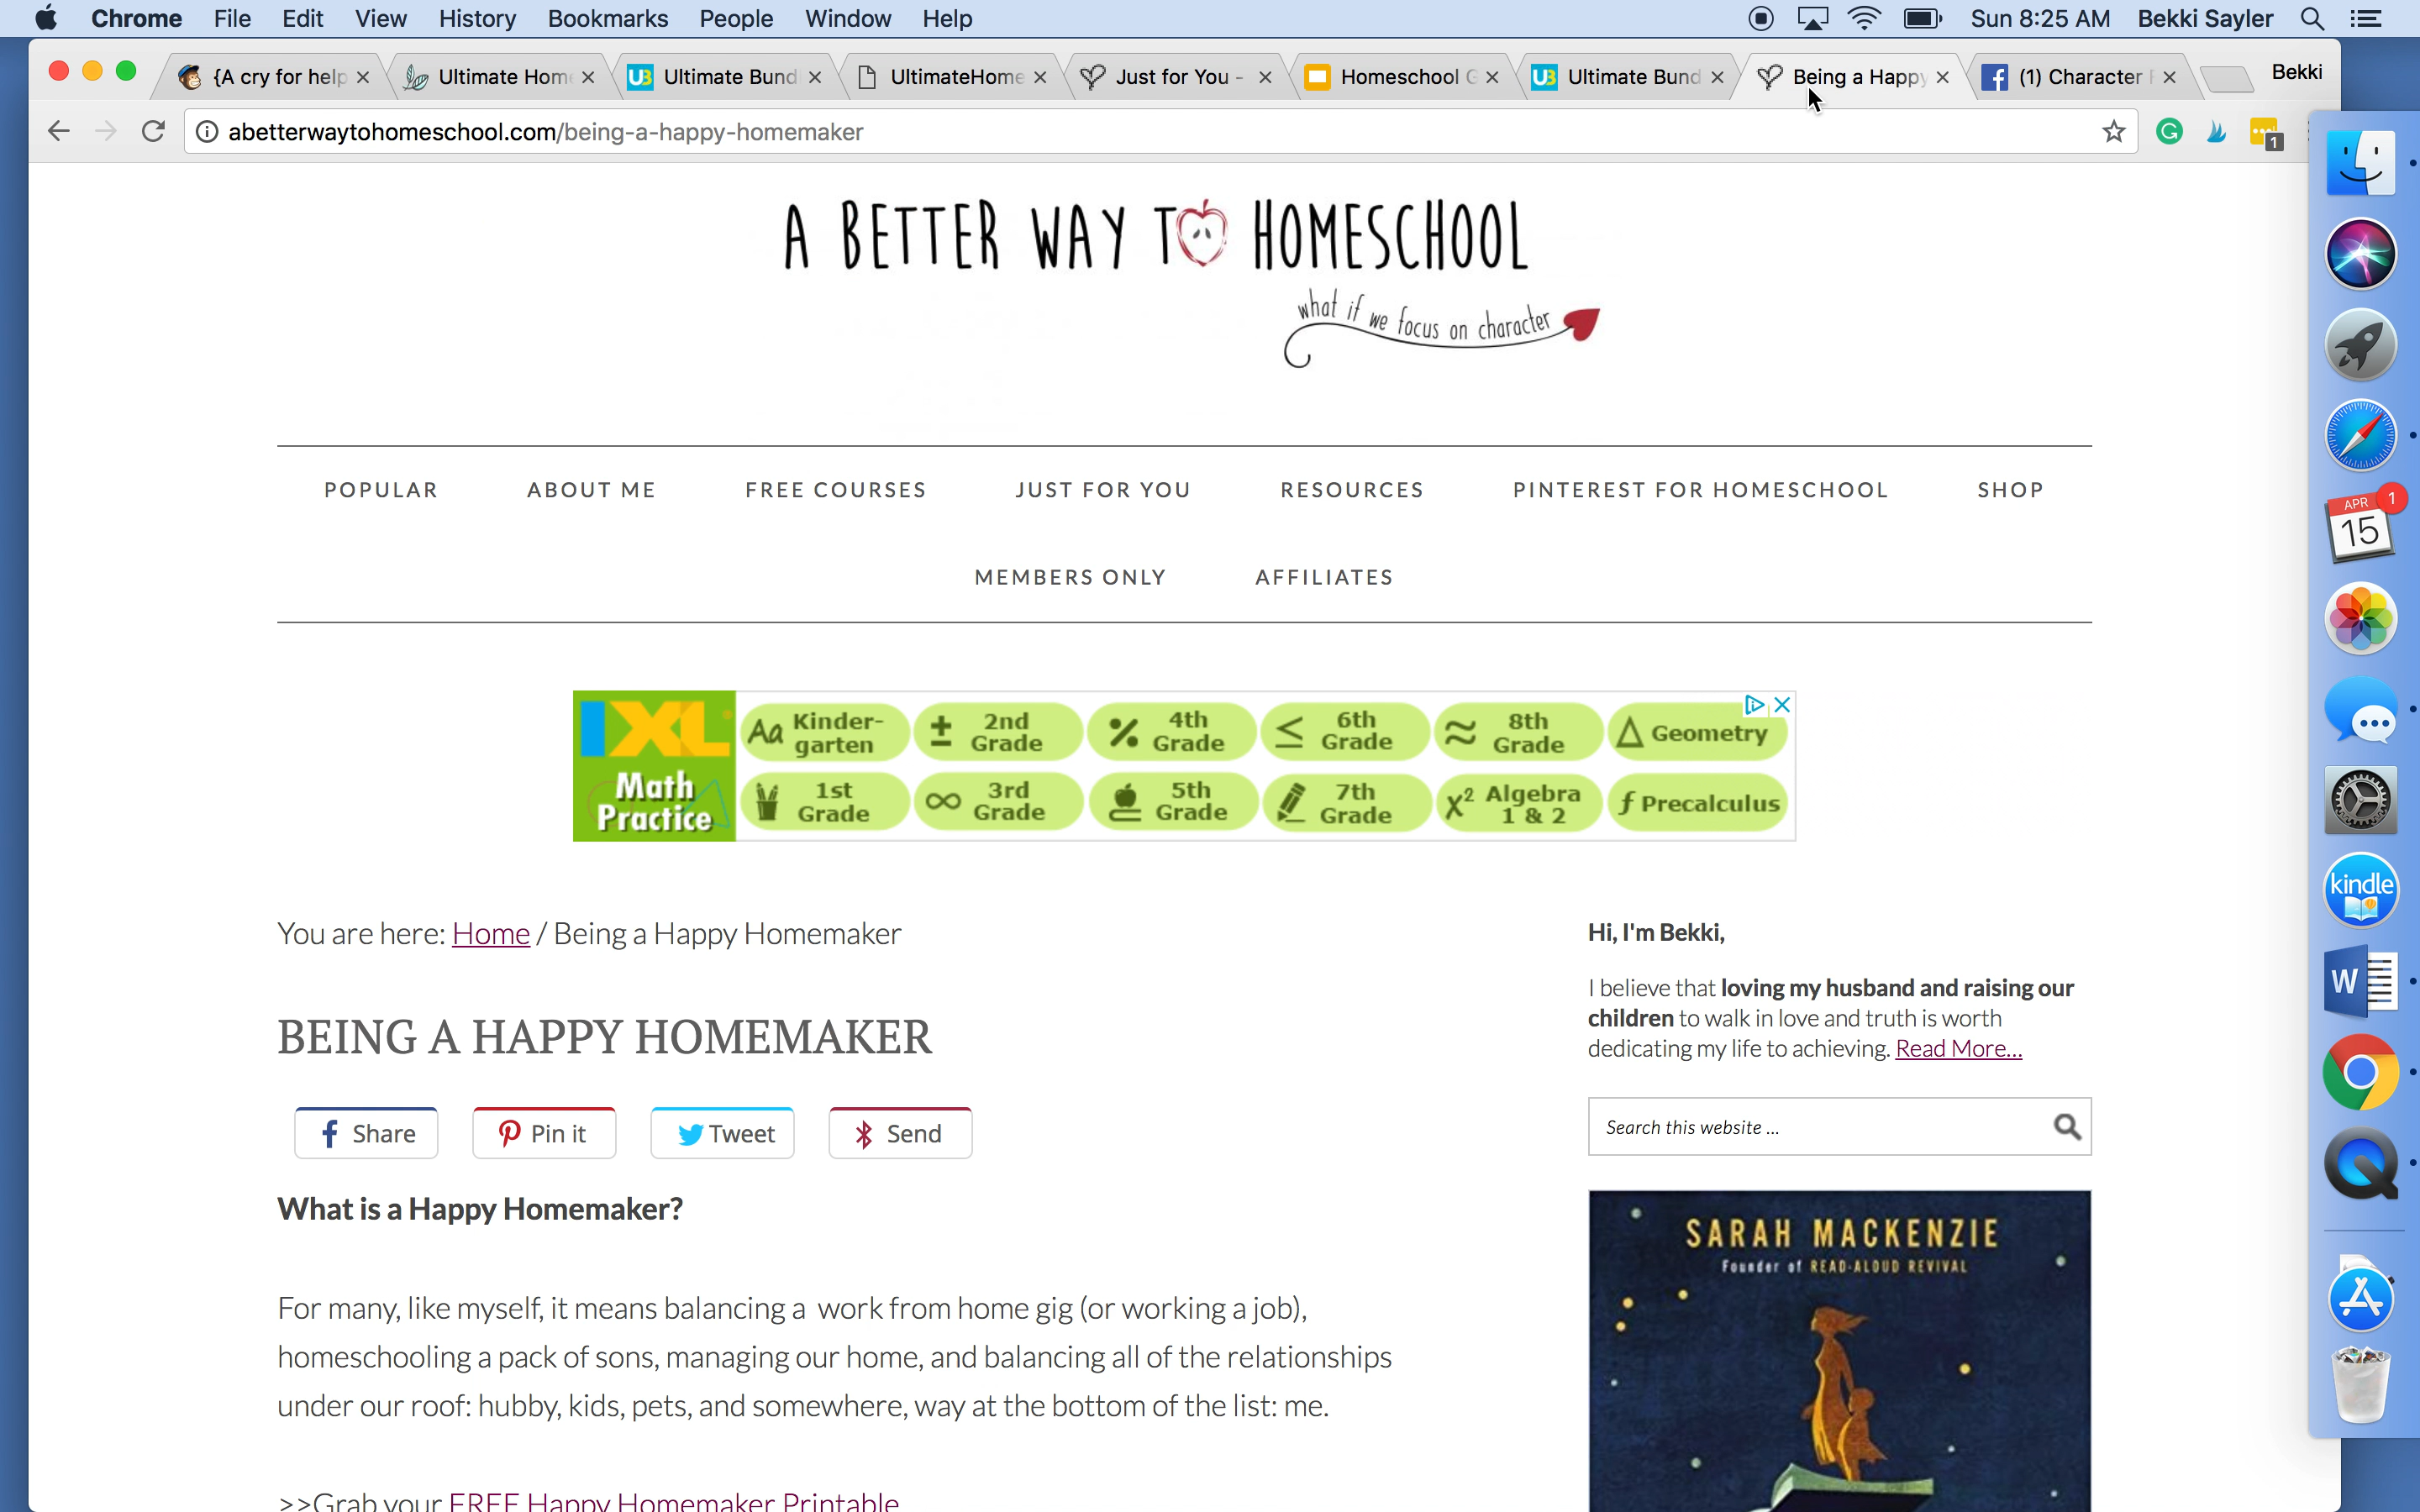 Chrome File Edit View History Bookmarks People Window Help Sun 8:25 AM Bekki Sayler
{A cry for help Ultimate Hom Ultimate Bund UltimateHome Just for You - Homeschool G Ultimate Bund Being a Happy (1) Character Bekki
abetterwaytohomeschool.com/being-a-happy-homemaker
1
A BETTER WAY TO HOMESCHOOL
what if we focus on character
POPULAR ABOUT ME FREE COURSES JUST FOR YOU RESOURCES PINTEREST FOR HOMESCHOOL SHOP
MEMBERS ONLY AFFILIATES
APR 1
15
IXL
Math
Practice
Aa Kinder-
garten
± 2nd
Grade
% 4th
Grade
≤ 6th
Grade
≈ 8th
Grade
△ Geometry
1st
Grade
∞ 3rd
Grade
5th
Grade
7th
Grade
X² Algebra
1 & 2
ƒ Precalculus
kindle
W
You are here: Home / Being a Happy Homemaker
BEING A HAPPY HOMEMAKER
Share Pin it Tweet Send
What is a Happy Homemaker?
For many, like myself, it means balancing a work from home gig (or working a job),
homeschooling a pack of sons, managing our home, and balancing all of the relationships
under our roof: hubby, kids, pets, and somewhere, way at the bottom of the list: me.
>>Grab your FREE Happy Homemaker Printable
Hi, I'm Bekki,
I believe that loving my husband and raising our
children to walk in love and truth is worth
dedicating my life to achieving. Read More...
Search this website ...
SARAH MACKENZIE
Founder of READ-ALOUD REVIVAL